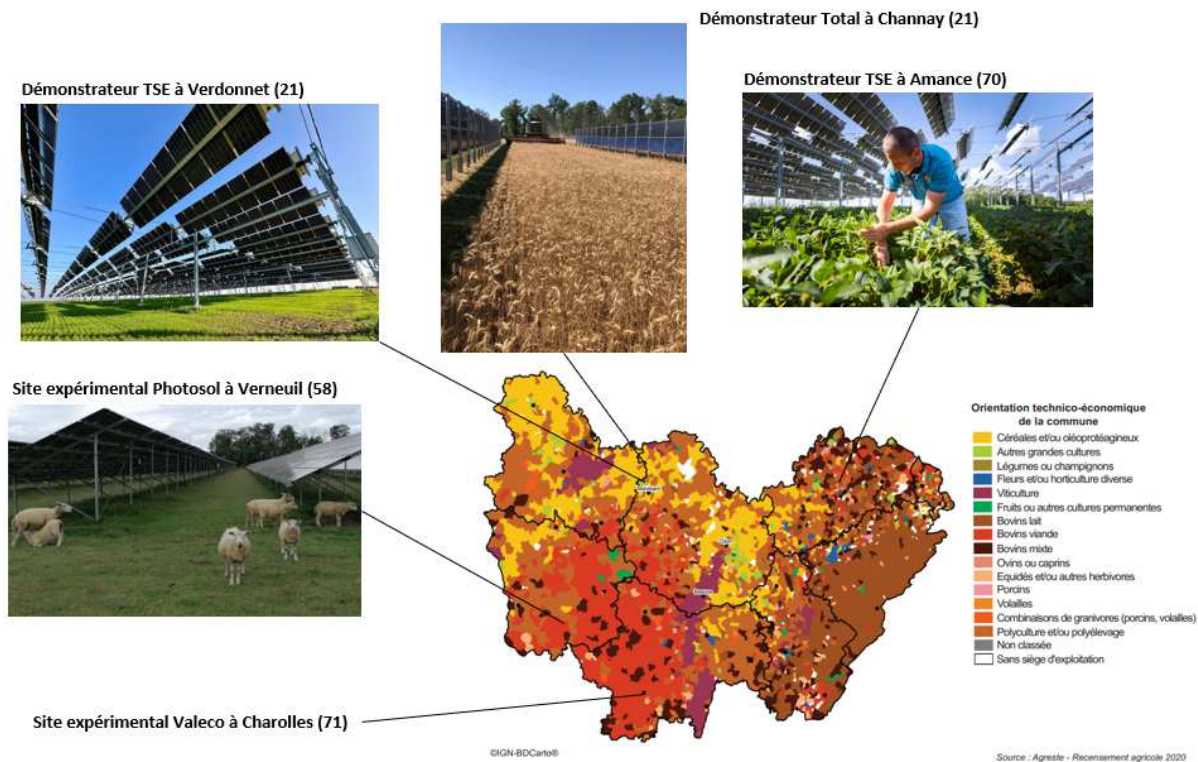 Démonstrateur Total à Channay (21)
Démonstrateur TSE à Verdonnet (21)
Démonstrateur TSE à Amance (70)
Site expérimental Photosol à Verneuil (58)
Orientation technico-économique
de la commune
Céréales et/ou oléoprotéagineux
Autres grandes cultures
Légumes ou champignons
Fleurs et/ou horticulture diverse
Viticulture
Fruits ou autres cultures permanentes
Bovins lait
Bovins viande
Bovins mixte
Ovins ou caprins
Equidés et/ou autres herbivores
Porcins
Volailles
Combinaisons de granivores (porcins, volailles)
Polyculture et/ou polyélevage
Non classée
Sans siège d'exploitation
Site expérimental Valeco à Charolles (71)
©IGN-BDCarto®
Source : Agreste - Recensement agricole 2020